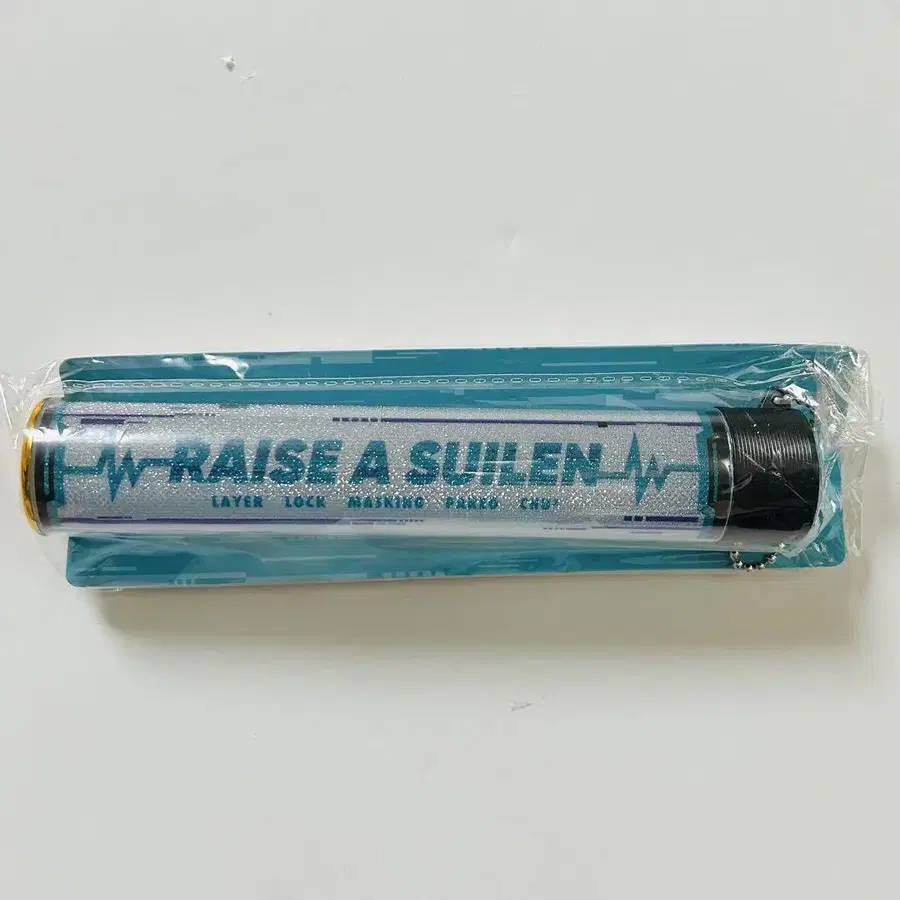 RAISE A SUILEN
LAYER LOCK MASKING PAREO CHU²